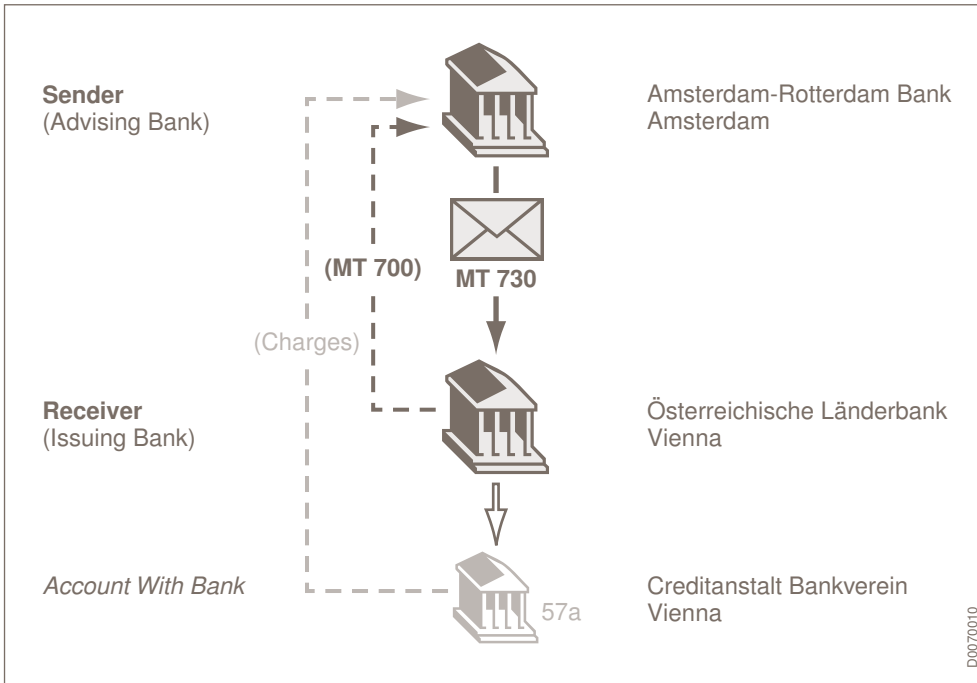 Sender
(Advising Bank)
Amsterdam-Rotterdam Bank
Amsterdam
(MT 700)
MT 730
(Charges)
Receiver
(Issuing Bank)
Österreichische Länderbank
Vienna
Account With Bank
57a
Creditanstalt Bankverein
Vienna
D0070010